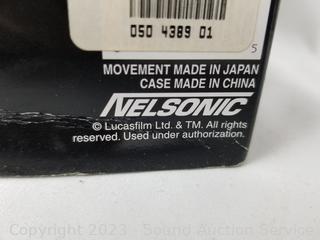 050 4389 01
5
MOVEMENT MADE IN JAPAN
CASE MADE IN CHINA
NELSONIC
© Lucasfilm Ltd. & TM. All rights
reserved. Used under authorization.
Copyright 2023 - Sound Auction Service